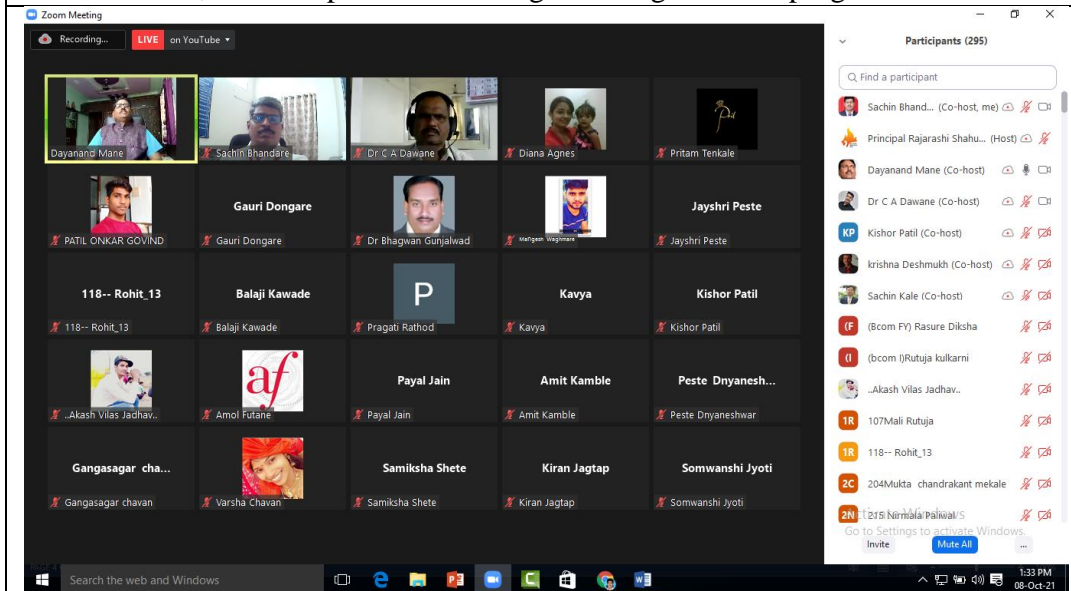 Zoom Meeting
Recording...
LIVE on YouTube
Participants (295)
Find a participant
Dayanand Mane
Sachin Bhandare
Dr C A Dawane
Diana Agnes
Pritam Tenkale
PATIL ONKAR GOVIND
Gauri Dongare
Gauri Dongare
Dr Bhagwan Gunjalwad
Mangesh Waghmare
Jayshri Peste
Jayshri Peste
118-- Rohit_13
118-- Rohit_13
Balaji Kawade
Balaji Kawade
P
Pragati Rathod
Kavya
Kavya
Kishor Patil
Kishor Patil
..Akash Vilas Jadhav..
af
Amol Futane
Payal Jain
Payal Jain
Amit Kamble
Amit Kamble
Peste Dnyanesh...
Peste Dnyaneshwar
Gangasagar cha...
Gangasagar chavan
Varsha Chavan
Samiksha Shete
Samiksha Shete
Kiran Jagtap
Kiran Jagtap
Somwanshi Jyoti
Somwanshi Jyoti
Sachin Bhand... (Co-host, me)
Principal Rajarashi Shahu... (Host)
Dayanand Mane (Co-host)
Dr C A Dawane (Co-host)
KP Kishor Patil (Co-host)
krishna Deshmukh (Co-host)
Sachin Kale (Co-host)
(F (Bcom FY) Rasure Diksha
(I (bcom I)Rutuja kulkarni
..Akash Vilas Jadhav..
1R 107Mali Rutuja
1R 118-- Rohit_13
2C 204Mukta chandrakant mekale
2N 215 Nirmala Paliwal
Activate Windows
Go to Settings to activate Windows.
Invite
Mute All
...
Search the web and Windows
1:33 PM
08-Oct-21